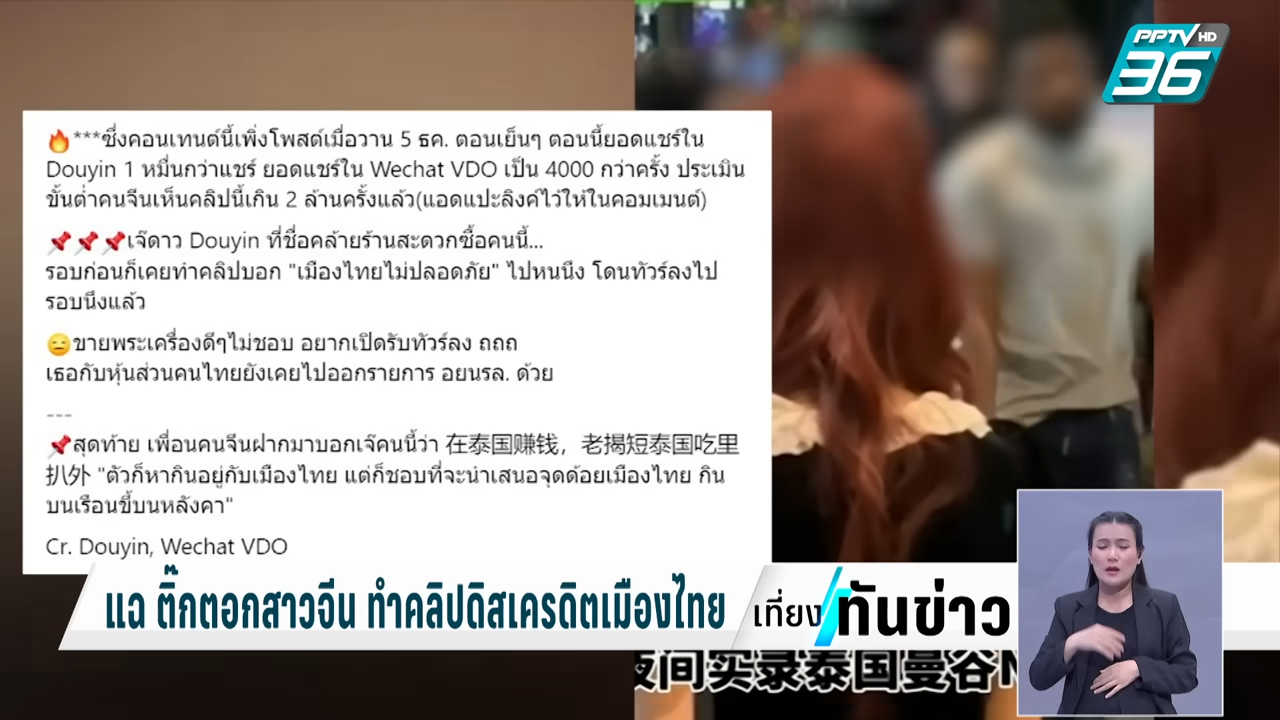 PPTV HD
36
🔥***ซึ่งคอนเทนต์นี้เพิ่งโพสต์เมื่อวาน 5 ธค. ตอนเย็นๆ ตอนนี้ยอดแชร์ใน
Douyin 1 หมื่นกว่าแชร์ ยอดแชร์ใน Wechat VDO เป็น 4000 กว่าครั้ง ประเมิน
ขั้นต่ำคนจีนเห็นคลิปนี้เกิน 2 ล้านครั้งแล้ว(แอดแปะลิงค์ไว้ให้ในคอมเมนต์)
📌📌📌เจ๊ดาว Douyin ที่ชื่อคล้ายร้านสะดวกซื้อคนนี้...
รอบก่อนก็เคยทำคลิปบอก "เมืองไทยไม่ปลอดภัย" ไปหนนึง โดนทัวร์ลงไป
รอบนึงแล้ว
😑ขายพระเครื่องดีๆไม่ชอบ อยากเปิดรับทัวร์ลง ถถถ
เธอกับหุ้นส่วนคนไทยยังเคยไปออกรายการ อยนรล. ด้วย
---
📌สุดท้าย เพื่อนคนจีนฝากมาบอกเจ๊คนนี้ว่า 在泰国赚钱，老揭短泰国吃里
扒外 "ตัวก็หากินอยู่กับเมืองไทย แต่ก็ชอบที่จะนำเสนอจุดด้อยเมืองไทย กิน
บนเรือนขี้บนหลังคา"
Cr. Douyin, Wechat VDO
แฉ ติ๊กตอกสาวจีน ทำคลิปดิสเครดิตเมืองไทย
เที่ยงทันข่าว
夜间实录泰国曼谷N